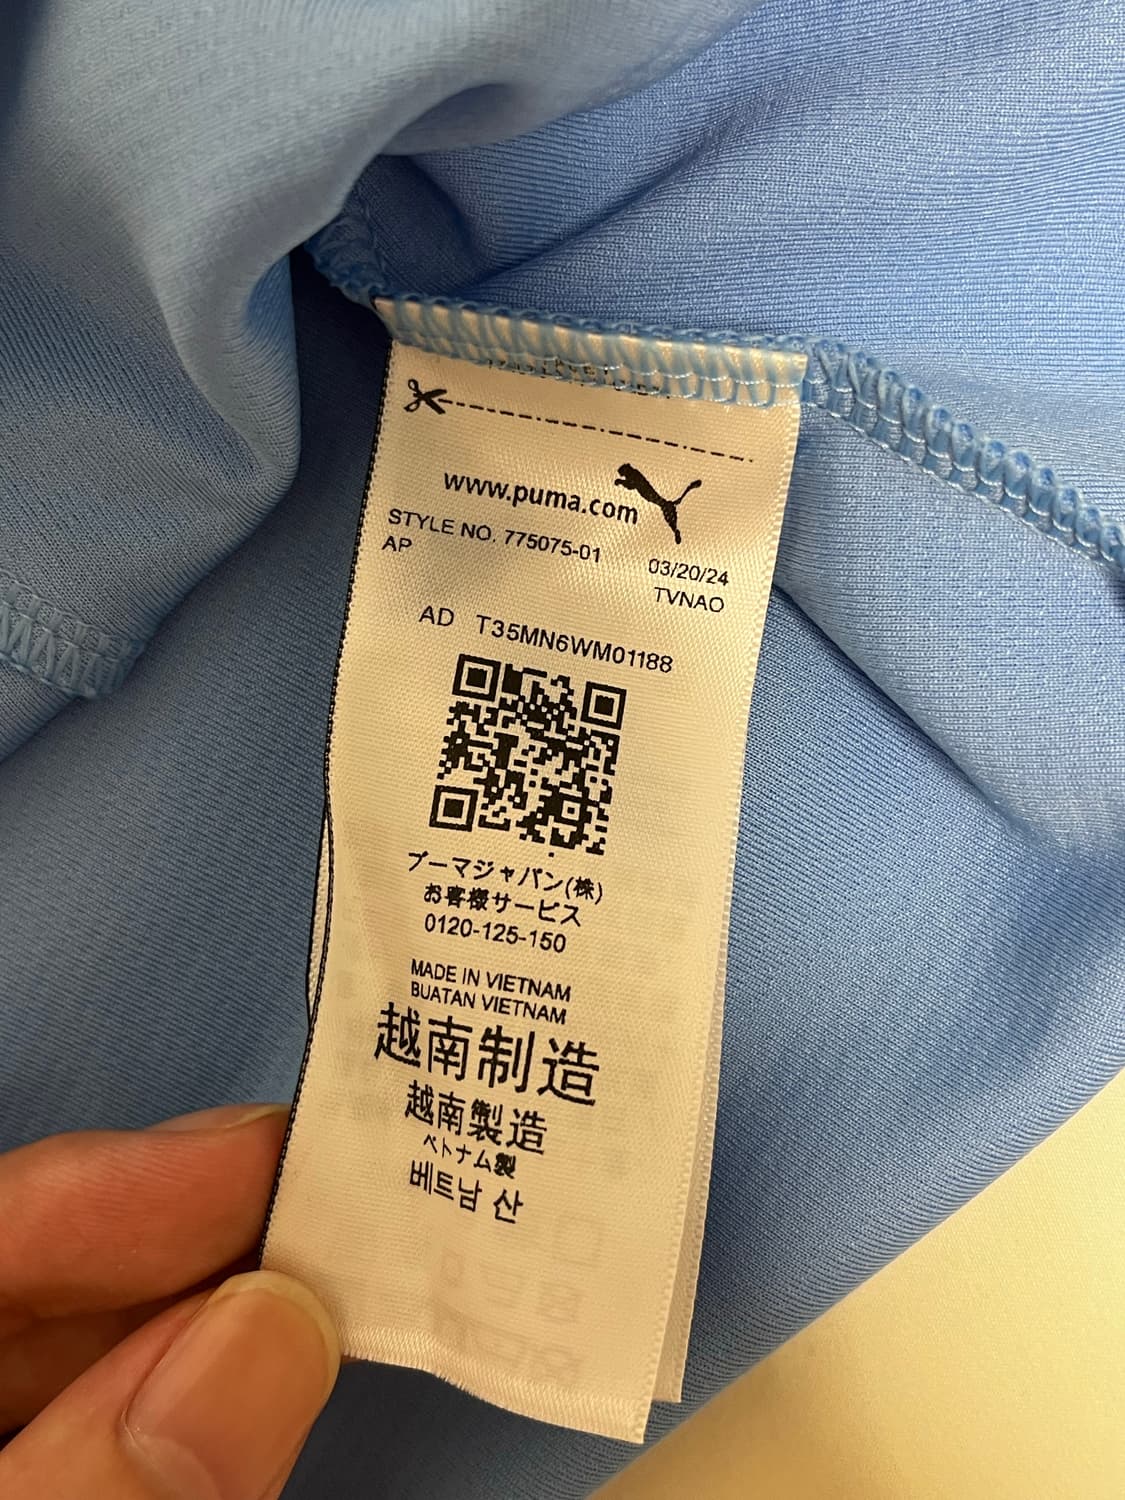 www.puma.com
STYLE NO. 775075-01
AP
03/20/24
TVNAO
AD T35MN6WM01188
プーマジャパン(株)
お客様サービス
0120-125-150
MADE IN VIETNAM
BUATAN VIETNAM
越南制造
越南製造
ベトナム製
베트남 산